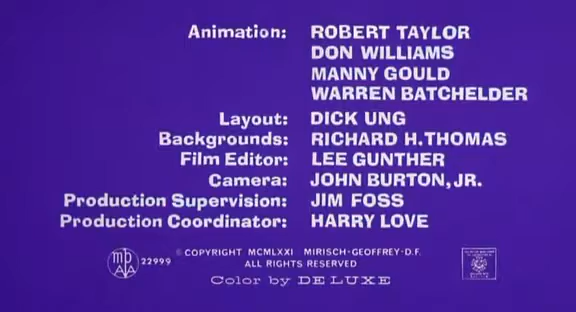 Animation: ROBERT TAYLOR
DON WILLIAMS
MANNY GOULD
WARREN BATCHELDER
Layout: DICK UNG
Backgrounds: RICHARD H. THOMAS
Film Editor: LEE GUNTHER
Camera: JOHN BURTON, JR.
Production Supervision: JIM FOSS
Production Coordinator: HARRY LOVE
© COPYRIGHT MCMLXXI MIRISCH-GEOFFREY-D.F.
ALL RIGHTS RESERVED
22999
Color by DE LUXE